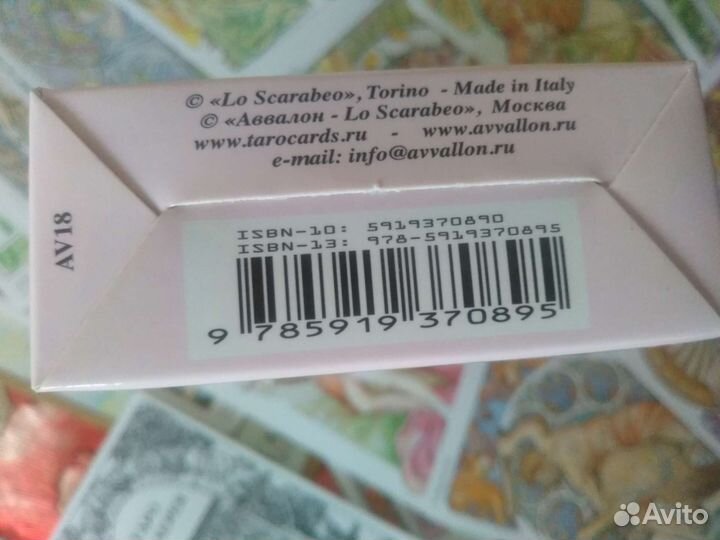 © «Lo Scarabeo», Torino - Made in Italy
© «Аввалон - Lo Scarabeo», Москва
www.tarocards.ru - www.avvallon.ru
e-mail: info@avvallon.ru
AV18
ISBN-10: 5919370890
ISBN-13: 978-5919370895
9 785919 370895
Avito